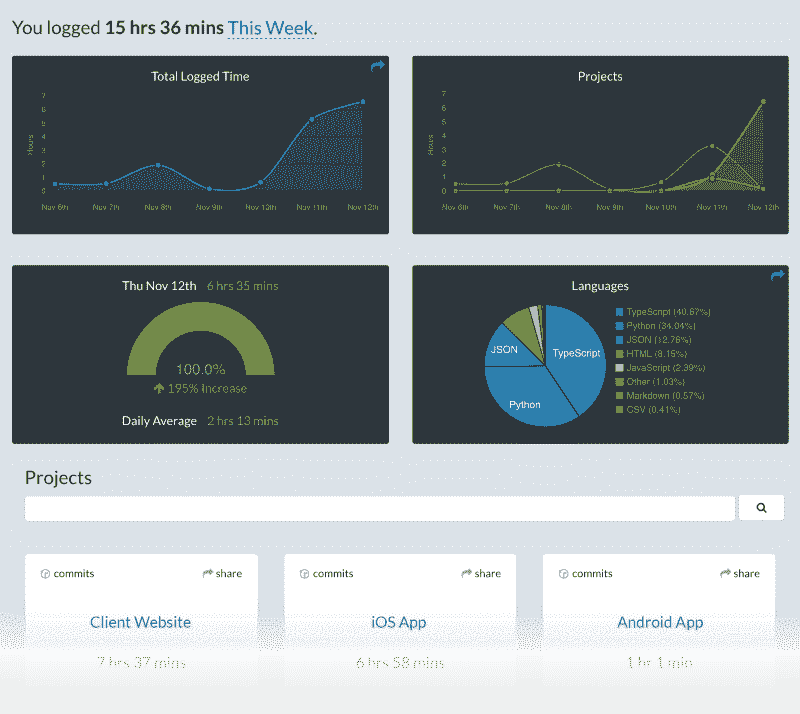 You logged 15 hrs 36 mins This Week.
Total Logged Time
Hours
7
6
5
4
3
2
1
0
Nov 6th Nov 7th Nov 8th Nov 9th Nov 10th Nov 11th Nov 12th
Projects
Hours
7
6
5
4
3
2
1
0
Nov 6th Nov 7th Nov 8th Nov 9th Nov 10th Nov 11th Nov 12th
Thu Nov 12th 6 hrs 35 mins
100.0%
195% Increase
Daily Average 2 hrs 13 mins
Languages
JSON
TypeScript
Python
TypeScript (40.67%)
Python (34.04%)
JSON (12.76%)
HTML (8.15%)
JavaScript (2.39%)
Other (1.03%)
Markdown (0.57%)
CSV (0.41%)
Projects
commits share
Client Website
7 hrs 37 mins
commits share
iOS App
6 hrs 58 mins
commits share
Android App
1 hr 1 min